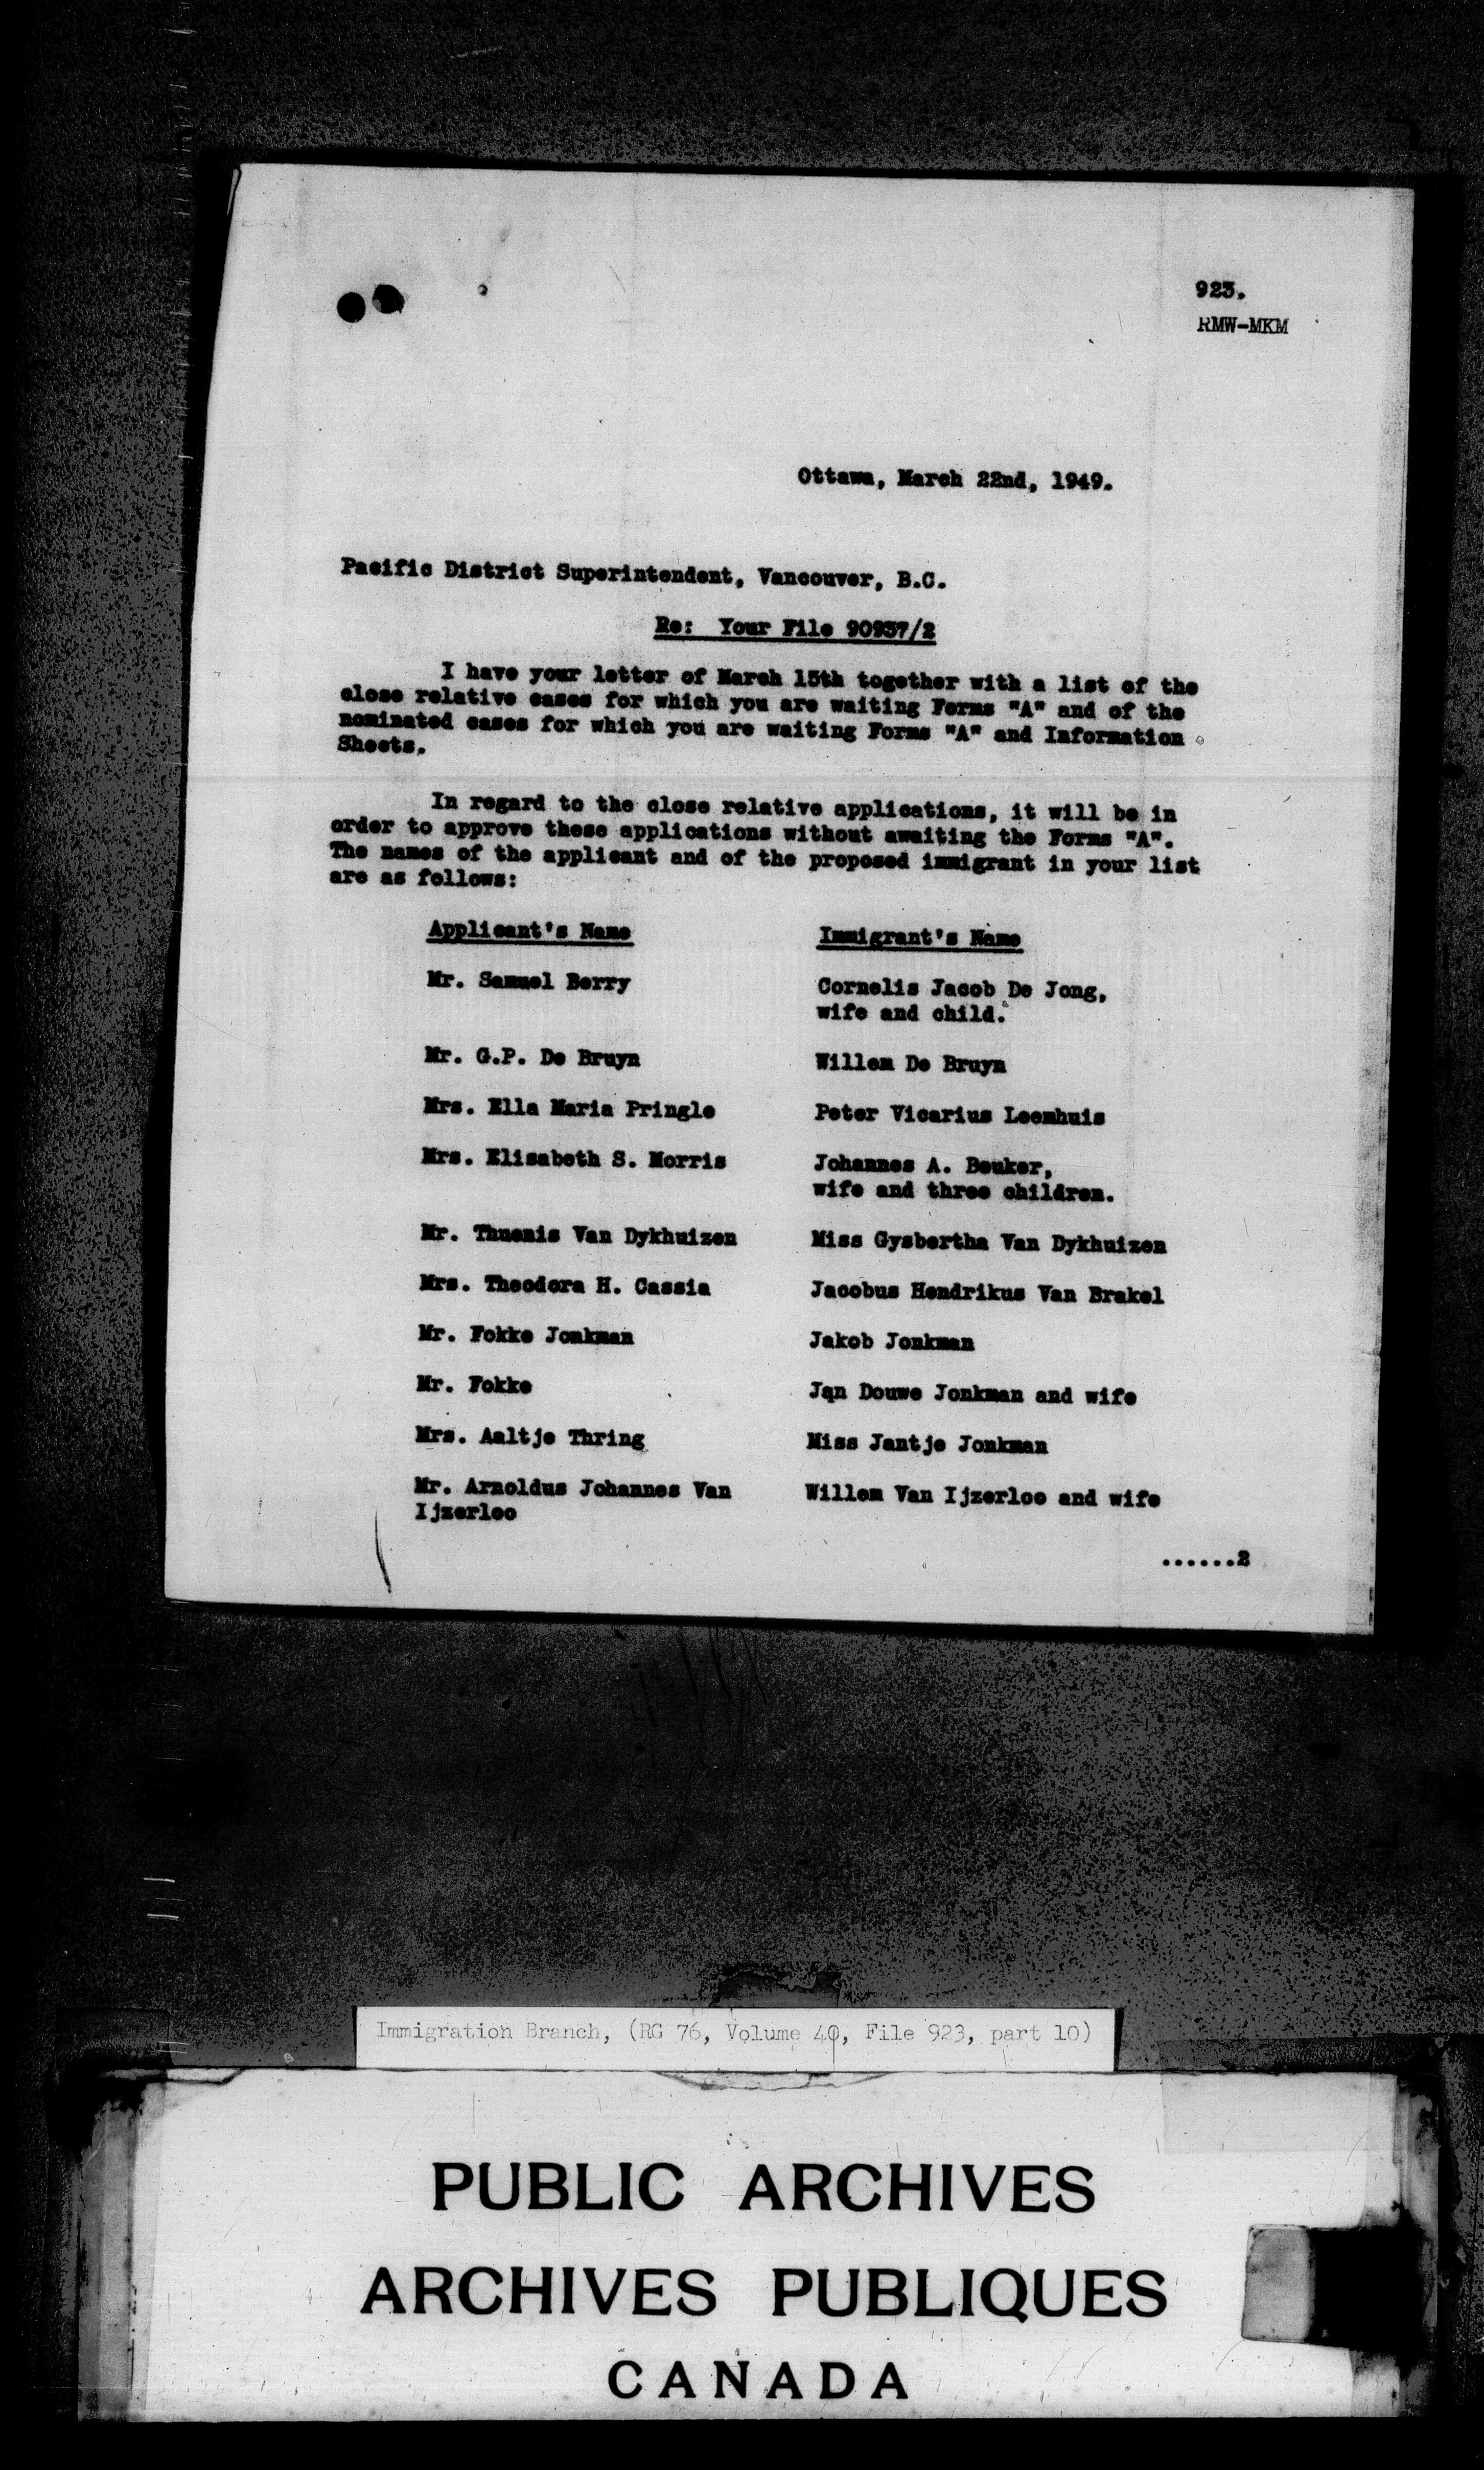 923.
RMW-MKM
Ottawa, March 22nd, 1949.
Pacific District Superintendent, Vancouver, B.C.
Re: Your File 90937/2
I have your letter of March 15th together with a list of the
close relative cases for which you are waiting Forms "A" and of the
nominated cases for which you are waiting Forms "A" and Information
Sheets.
In regard to the close relative applications, it will be in
order to approve these applications without awaiting the Forms "A".
The names of the applicant and of the proposed immigrant in your list
are as follows:
Applicant's Name Immigrant's Name
Mr. Samuel Berry Cornelis Jacob De Jong,
wife and child.
Mr. G.P. De Bruyn Willem De Bruyn
Mrs. Ella Maria Pringle Peter Vicarius Leemhuis
Mrs. Elisabeth S. Morris Johannes A. Beuker,
wife and three children.
Mr. Thuenis Van Dykhuizen Miss Gysbertha Van Dykhuizen
Mrs. Theodora H. Cassia Jacobus Hendrikus Van Brakel
Mr. Fokke Jonkman Jakob Jonkman
Mr. Fokke Jan Douwe Jonkman and wife
Mrs. Aaltje Thring Miss Jantje Jonkman
Mr. Arnoldus Johannes Van Willem Van Ijzerloo and wife
Ijzerloo
......2
Immigration Branch, (RG 76, Volume 40, File 923, part 10)
PUBLIC ARCHIVES
ARCHIVES PUBLIQUES
CANADA